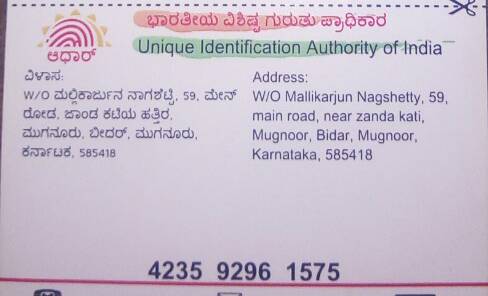 ಭಾರತೀಯ ವಿಶಿಷ್ಟ ಗುರುತು ಪ್ರಾಧಿಕಾರ
Unique Identification Authority of India
ಆಧಾರ್
ವಿಳಾಸ:
W/O ಮಲ್ಲಿಕಾರ್ಜುನ ನಾಗಶೆಟ್ಟಿ, 59, ಮೇನ್
ರೋಡ, ಜಾಂಡ ಕಟೆಯ ಹತ್ತಿರ,
ಮುಗನೂರು, ಬೀದರ್, ಮುಗನೂರು,
ಕರ್ನಾಟಕ, 585418
Address:
W/O Mallikarjun Nagshetty, 59,
main road, near zanda kati,
Mugnoor, Bidar, Mugnoor,
Karnataka, 585418
4235 9296 1575